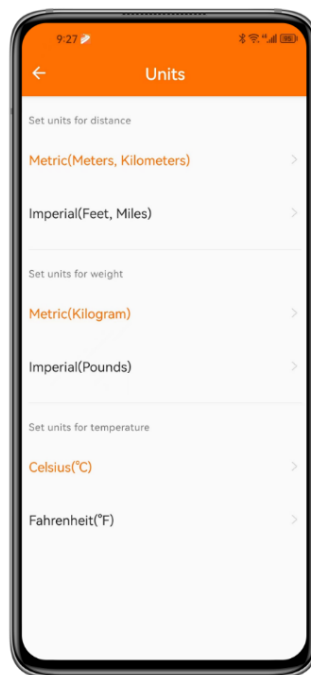 9:27
Units
Set units for distance
Metric(Meters, Kilometers)
Imperial(Feet, Miles)
Set units for weight
Metric(Kilogram)
Imperial(Pounds)
Set units for temperature
Celsius(°C)
Fahrenheit(°F)